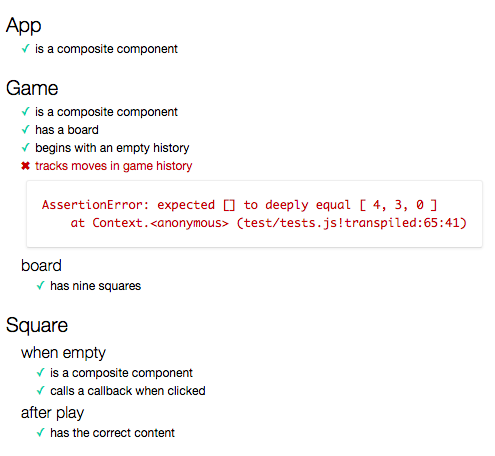 App
✓ is a composite component
Game
✓ is a composite component
✓ has a board
✓ begins with an empty history
✖ tracks moves in game history
AssertionError: expected [] to deeply equal [ 4, 3, 0 ]
at Context.<anonymous> (test/tests.js!transpiled:65:41)
board
✓ has nine squares
Square
when empty
✓ is a composite component
✓ calls a callback when clicked
after play
✓ has the correct content